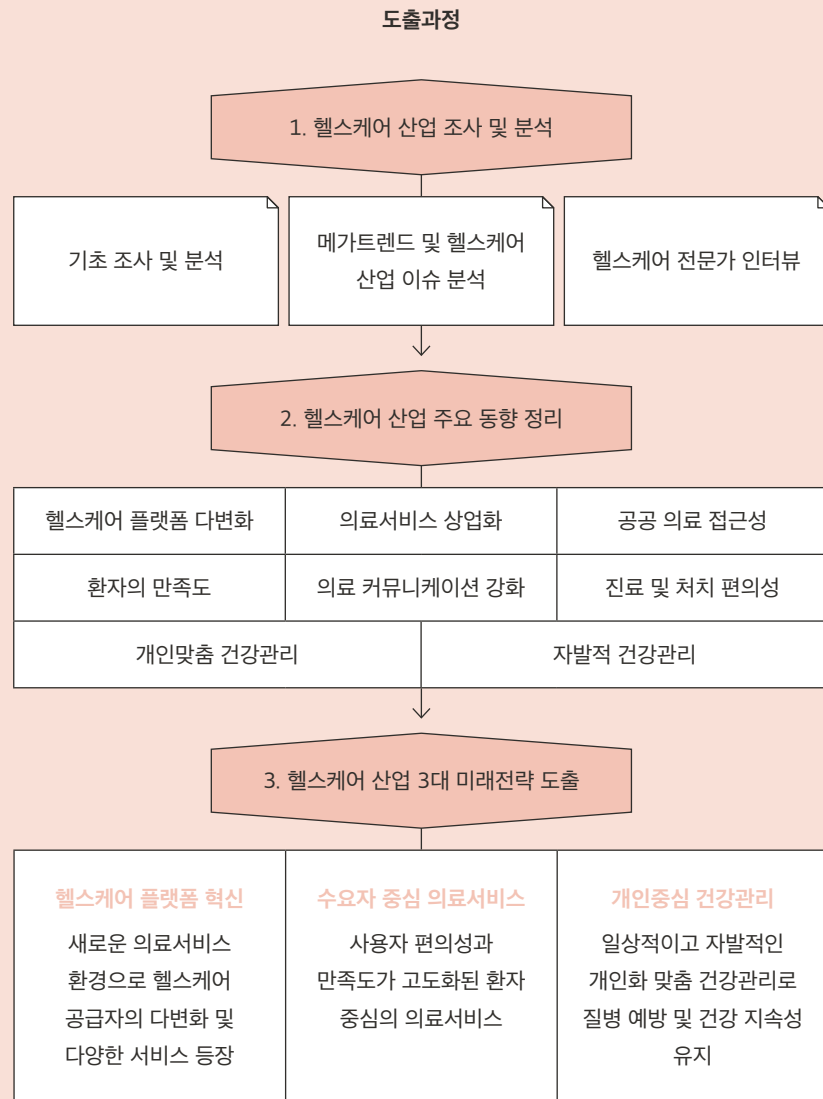 도출과정
1. 헬스케어 산업 조사 및 분석
기초 조사 및 분석
메가트렌드 및 헬스케어
산업 이슈 분석
헬스케어 전문가 인터뷰
2. 헬스케어 산업 주요 동향 정리
헬스케어 플랫폼 다변화
의료서비스 상업화
공공 의료 접근성
환자의 만족도
의료 커뮤니케이션 강화
진료 및 처치 편의성
개인맞춤 건강관리
자발적 건강관리
3. 헬스케어 산업 3대 미래전략 도출
헬스케어 플랫폼 혁신
새로운 의료서비스
환경으로 헬스케어
공급자의 다변화 및
다양한 서비스 등장
수요자 중심 의료서비스
사용자 편의성과
만족도가 고도화된 환자
중심의 의료서비스
개인중심 건강관리
일상적이고 자발적인
개인화 맞춤 건강관리로
질병 예방 및 건강 지속성
유지